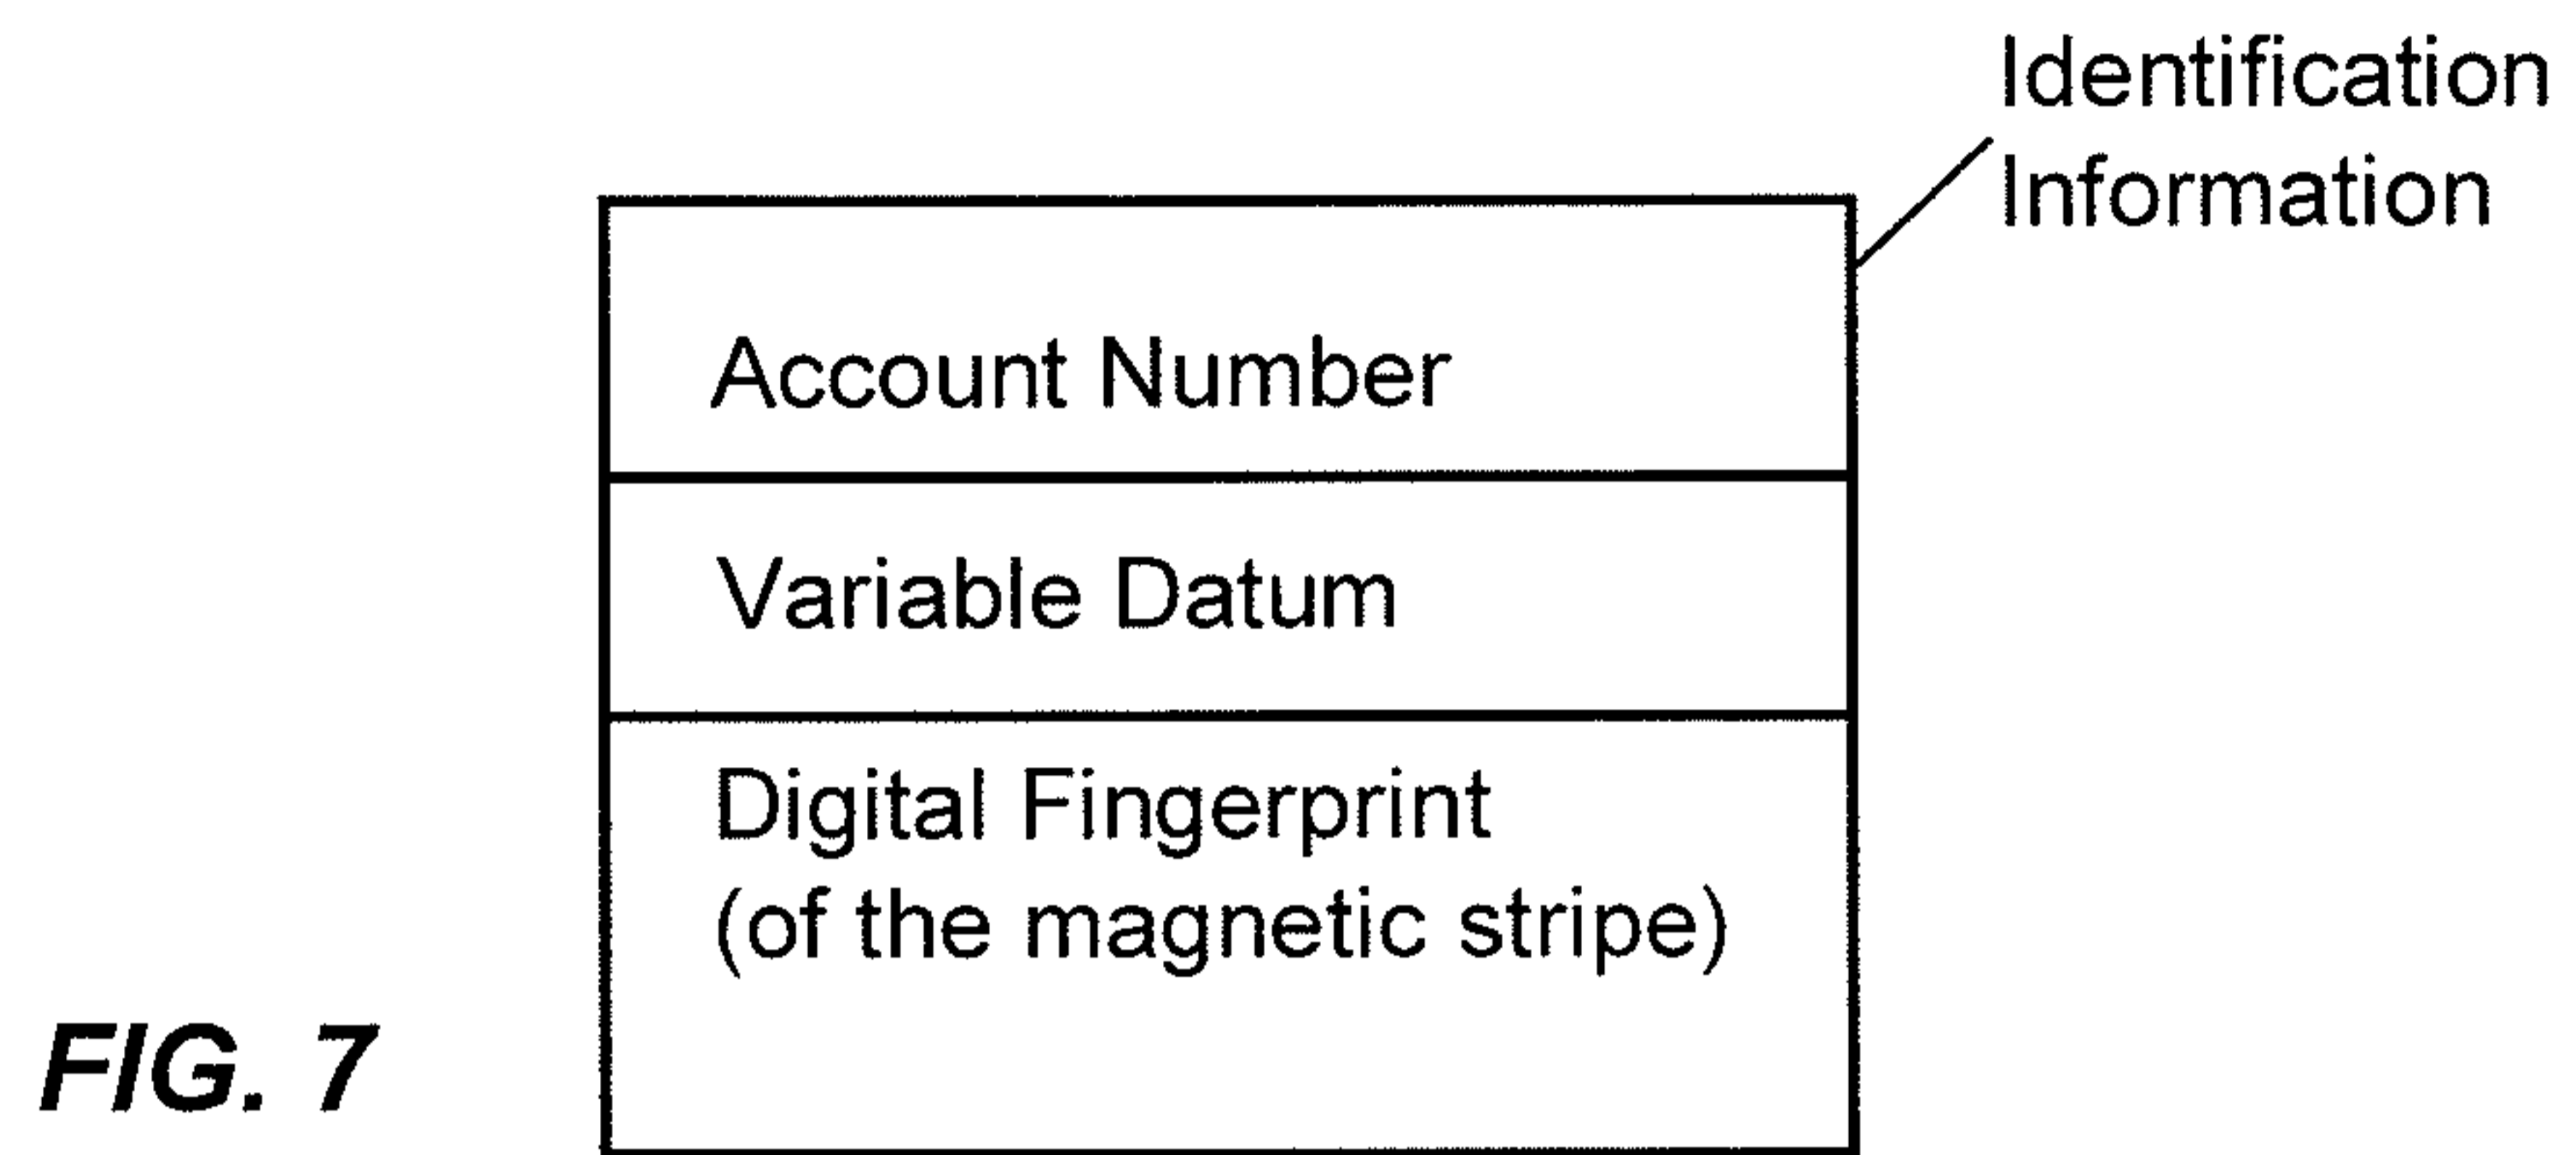 Identification
Information
Account Number
Variable Datum
Digital Fingerprint
(of the magnetic stripe)
FIG. 7